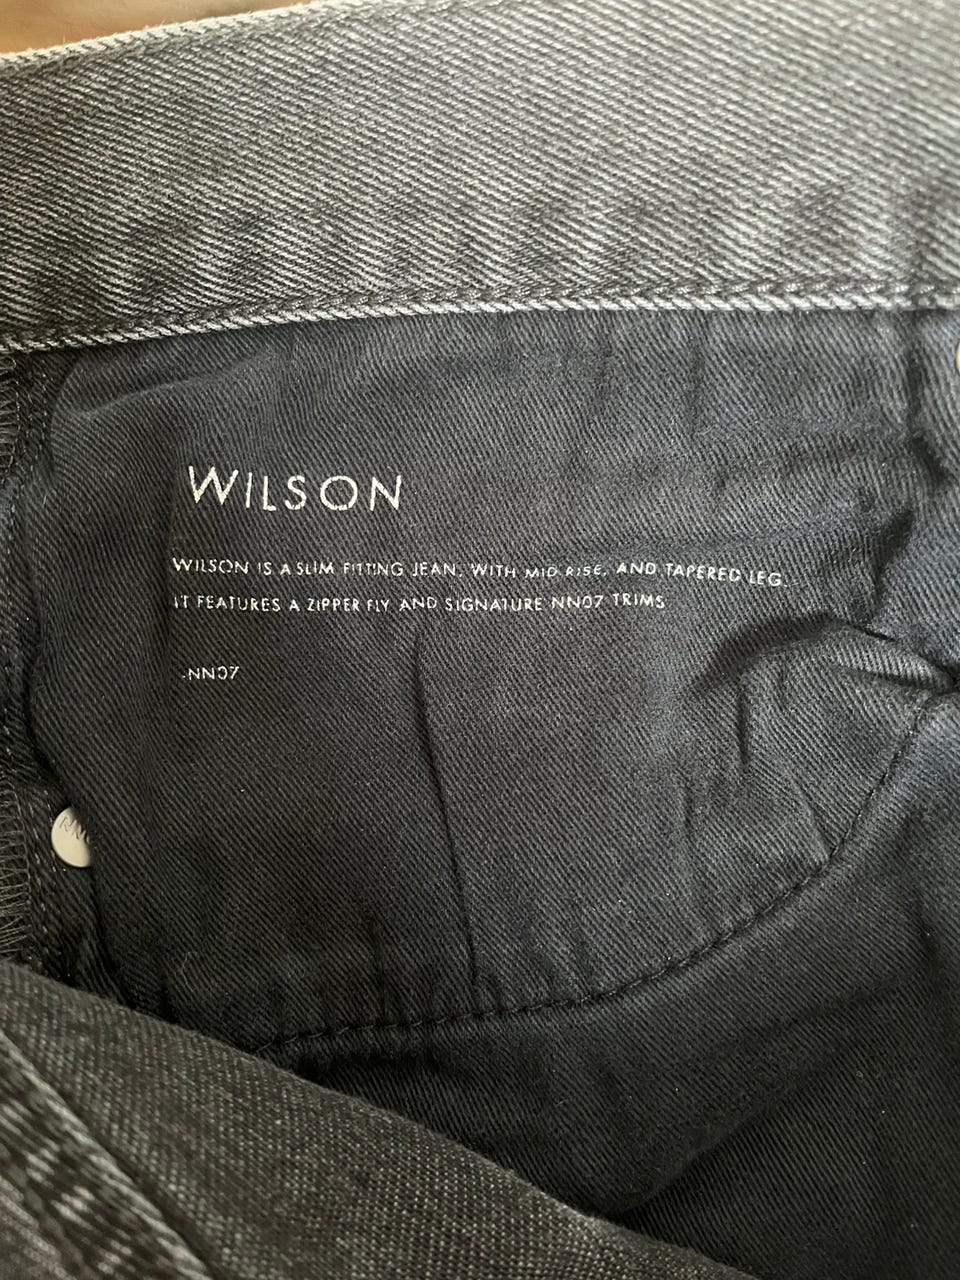 WILSON
WILSON IS A SLIM FITTING JEAN, WITH MID RISE, AND TAPERED LEG.
IT FEATURES A ZIPPER FLY AND SIGNATURE NN07 TRIMS
.NN07